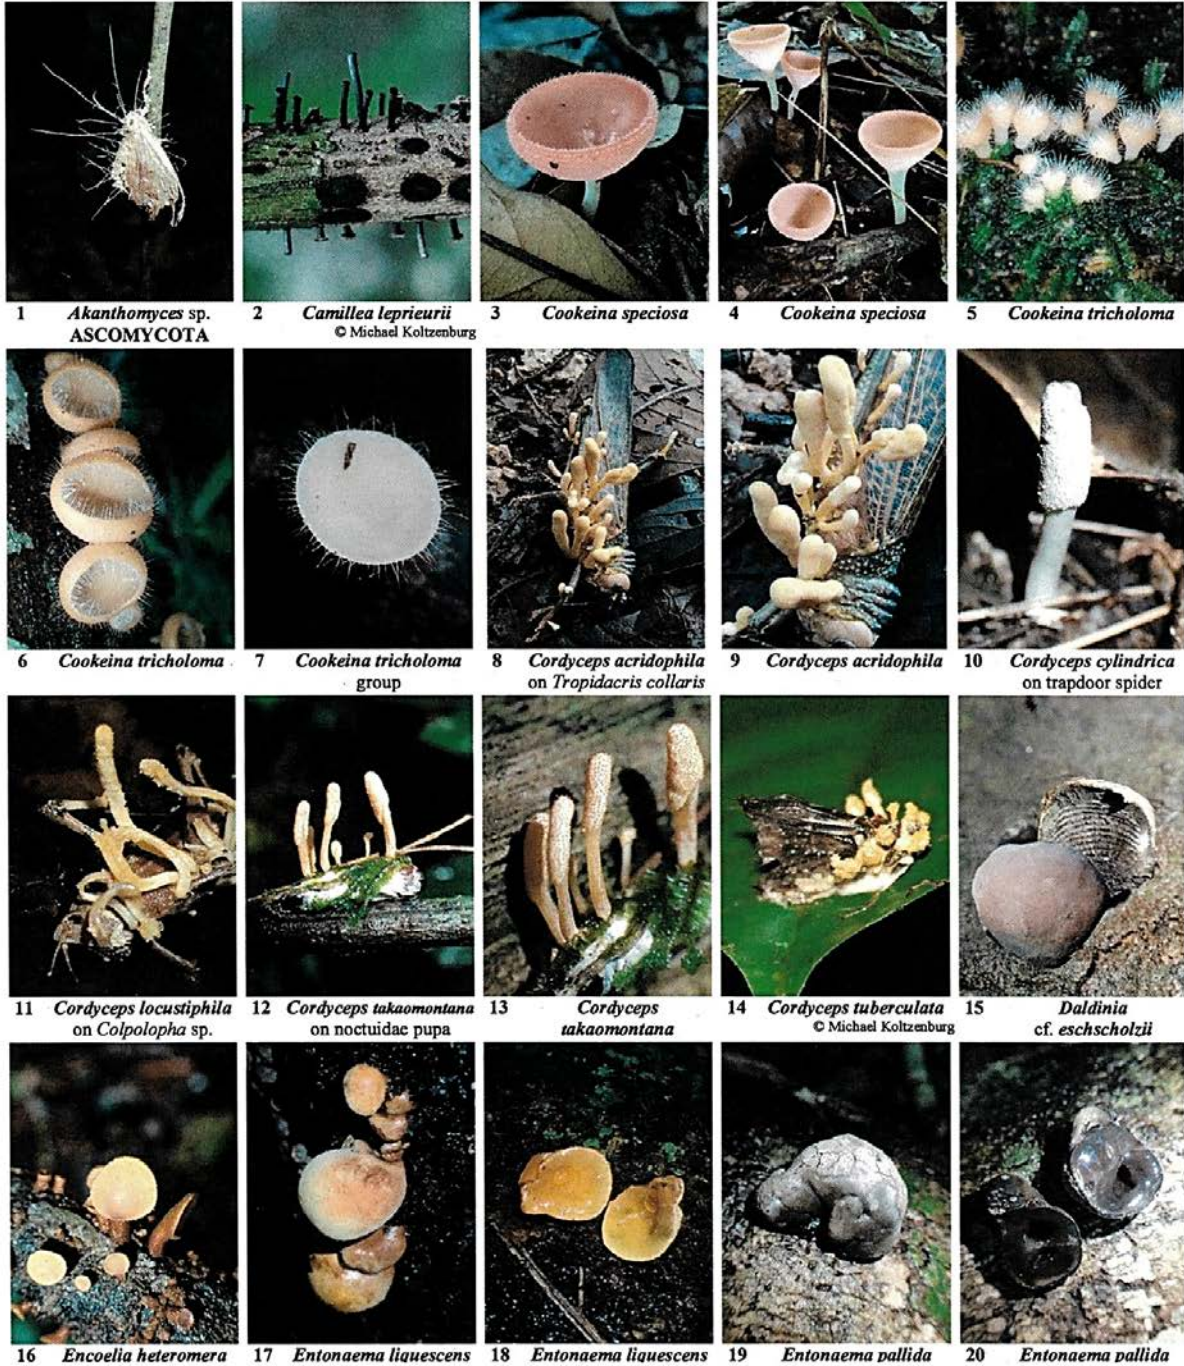 1 Akanthomyces sp.
ASCOMYCOTA
2 Camillea leprieurii
© Michael Koltzenburg
3 Cookeina speciosa
4 Cookeina speciosa
5 Cookeina tricholoma
6 Cookeina tricholoma
7 Cookeina tricholoma
group
8 Cordyceps acridophila
on Tropidacris collaris
9 Cordyceps acridophila
10 Cordyceps cylindrica
on trapdoor spider
11 Cordyceps locustiphila
on Colpolopha sp.
12 Cordyceps takaomontana
on noctuidae pupa
13 Cordyceps
takaomontana
14 Cordyceps tuberculata
© Michael Koltzenburg
15 Daldinia
cf. eschscholzii
16 Encoelia heteromera
17 Entonaema liquescens
18 Entonaema liquescens
19 Entonaema pallida
20 Entonaema pallida